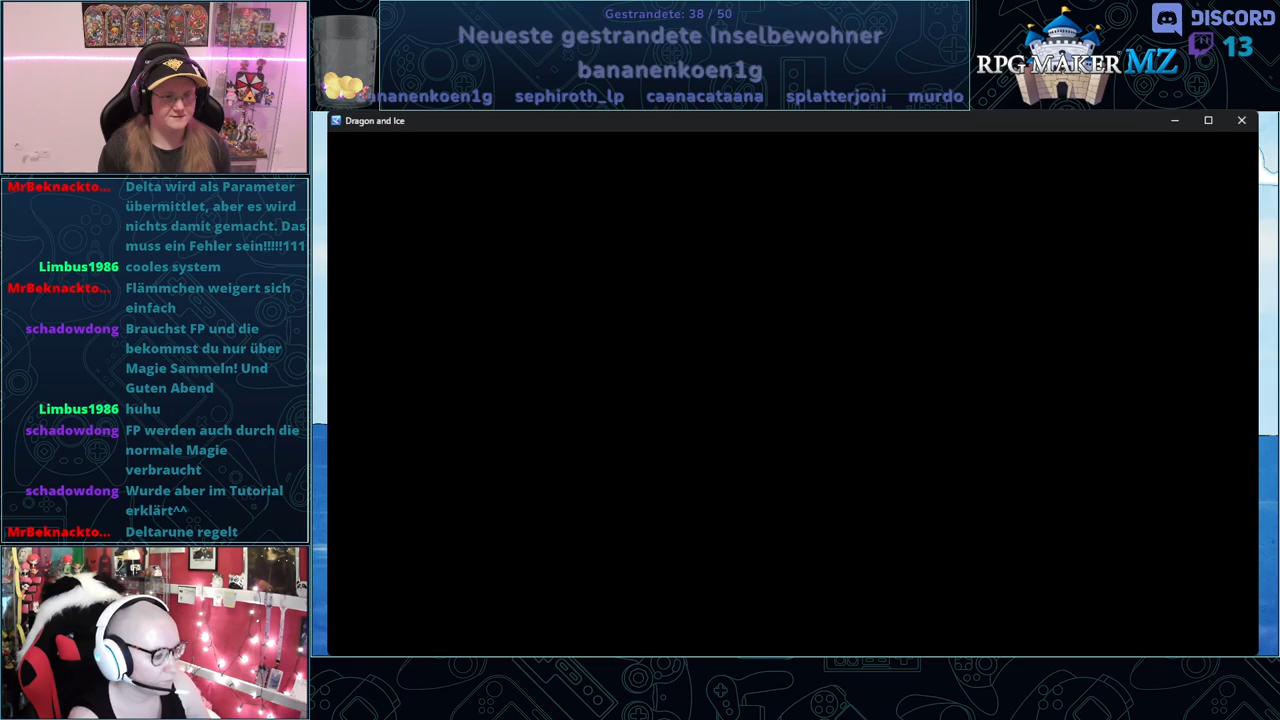 Gestrandete: 38 / 50
Neueste gestrandete Inselbewohner
bananenkoen1g
ananenkoen1g sephiroth_lp caanacataana splatterjoni murdo
RPG MAKER MZ
DISCORD
13
Dragon and Ice
MrBeknackto... Delta wird als Parameter
übermittlet, aber es wird
nichts damit gemacht. Das
muss ein Fehler sein!!!!!111
Limbus1986 cooles system
MrBeknackto... Flämmchen weigert sich
einfach
schadowdong Brauchst FP und die
bekommst du nur über
Magie Sammeln! Und
Guten Abend
Limbus1986 huhu
schadowdong FP werden auch durch die
normale Magie
verbraucht
schadowdong Wurde aber im Tutorial
erklärt^^
MrBeknackto... Deltarune regelt